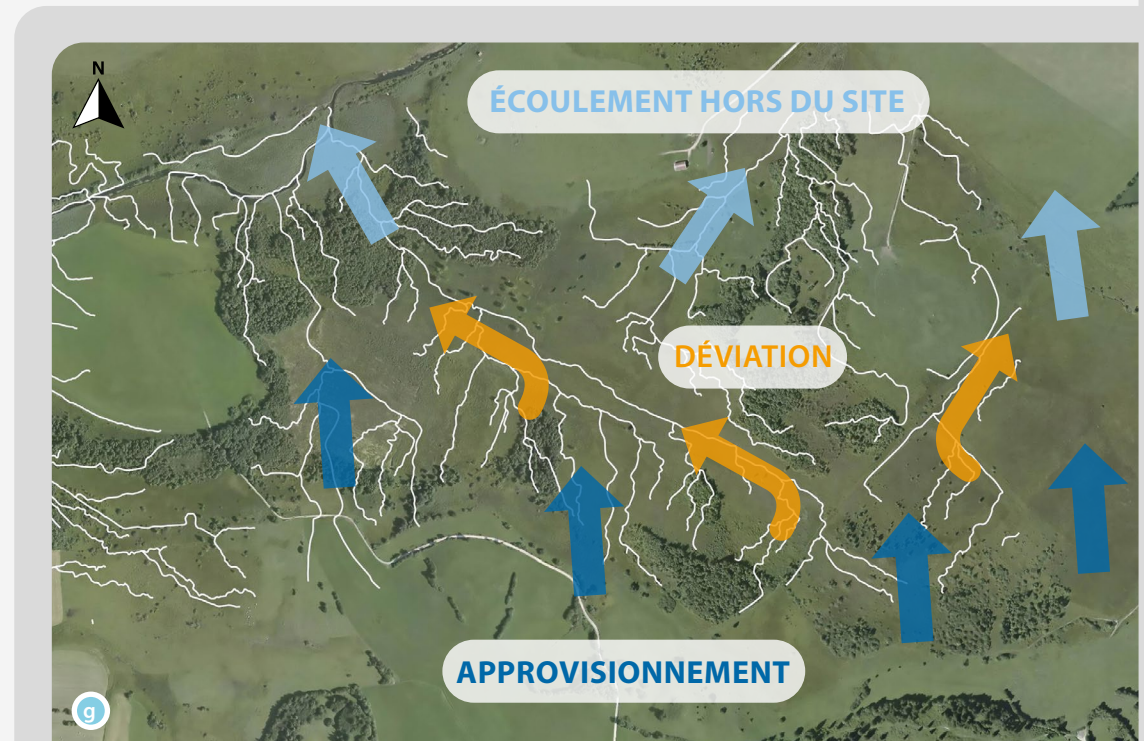 N
ÉCOULEMENT HORS DU SITE
DÉVIATION
APPROVISIONNEMENT
g